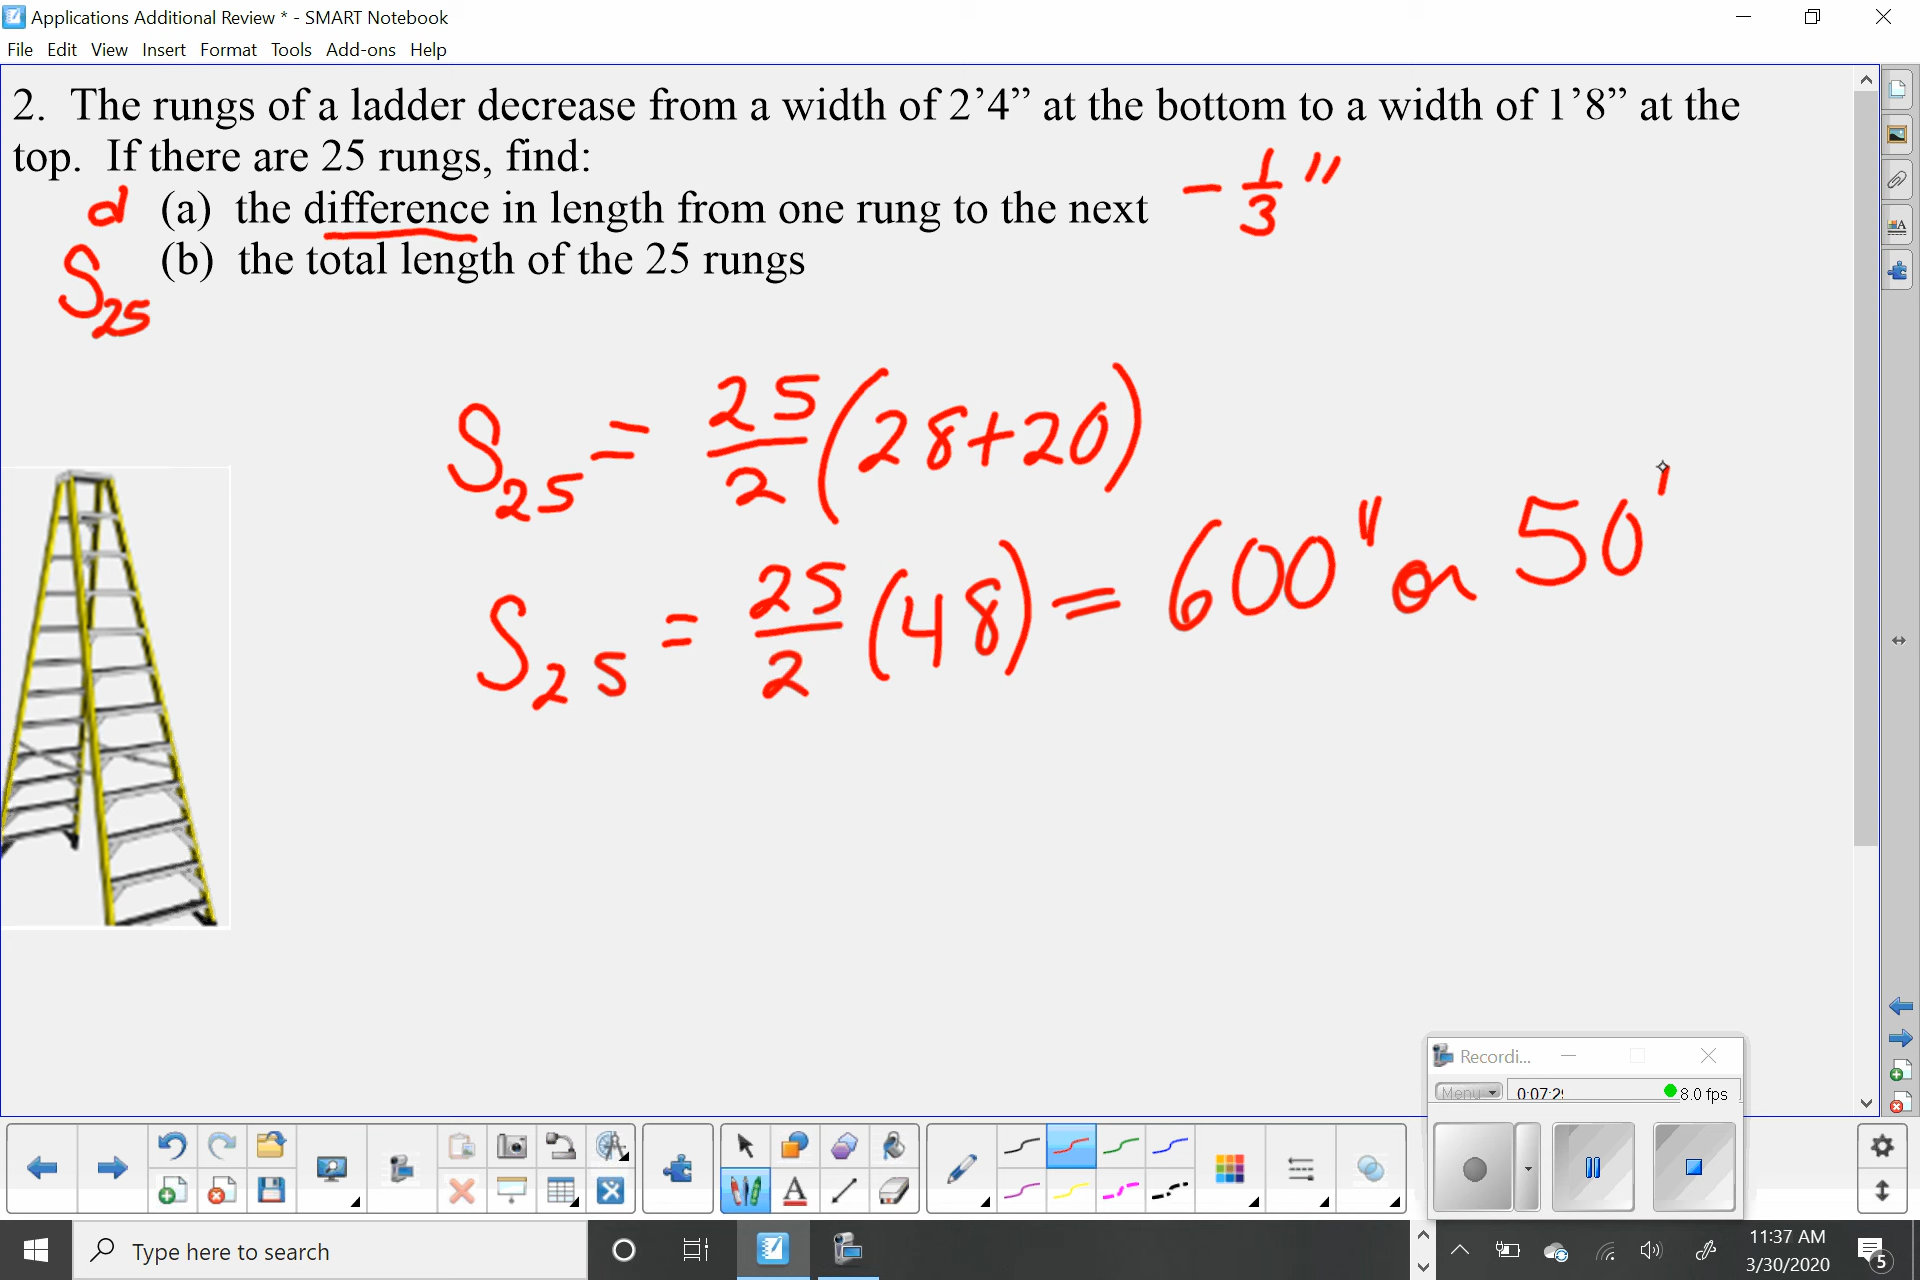 Applications Additional Review * - SMART Notebook
File Edit View Insert Format Tools Add-ons Help
2. The rungs of a ladder decrease from a width of 2’4” at the bottom to a width of 1’8” at the
top. If there are 25 rungs, find:
d (a) the difference in length from one rung to the next - 1/3 "
(b) the total length of the 25 rungs
S25
S25 = 25/2 (28+20)
S25 = 25/2 (48) = 600" or 50'
Recordi...
Menu 0:07:2 8.0 fps
Type here to search
11:37 AM
3/30/2020
5